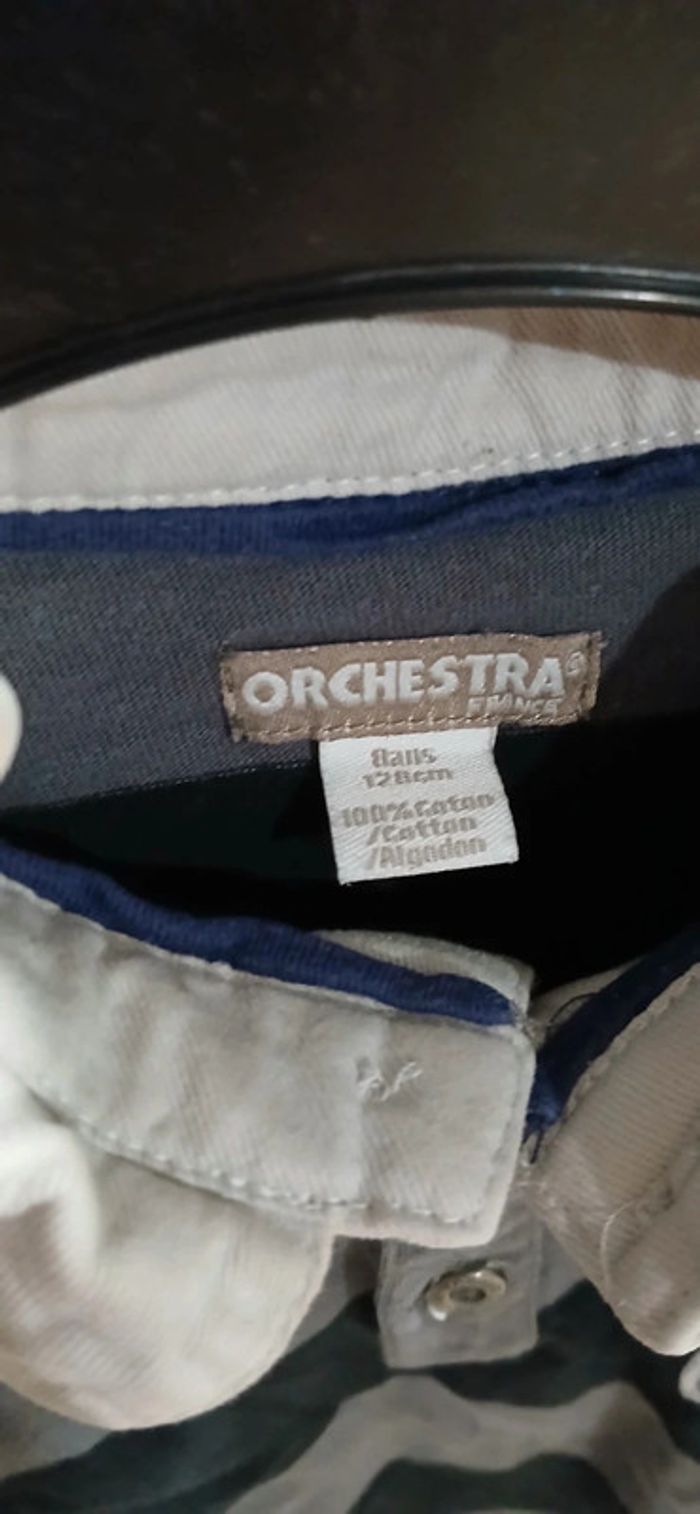 ORCHESTRA®
FRANCE
8ans
128cm
100%Coton
/Cotton
/Algodon